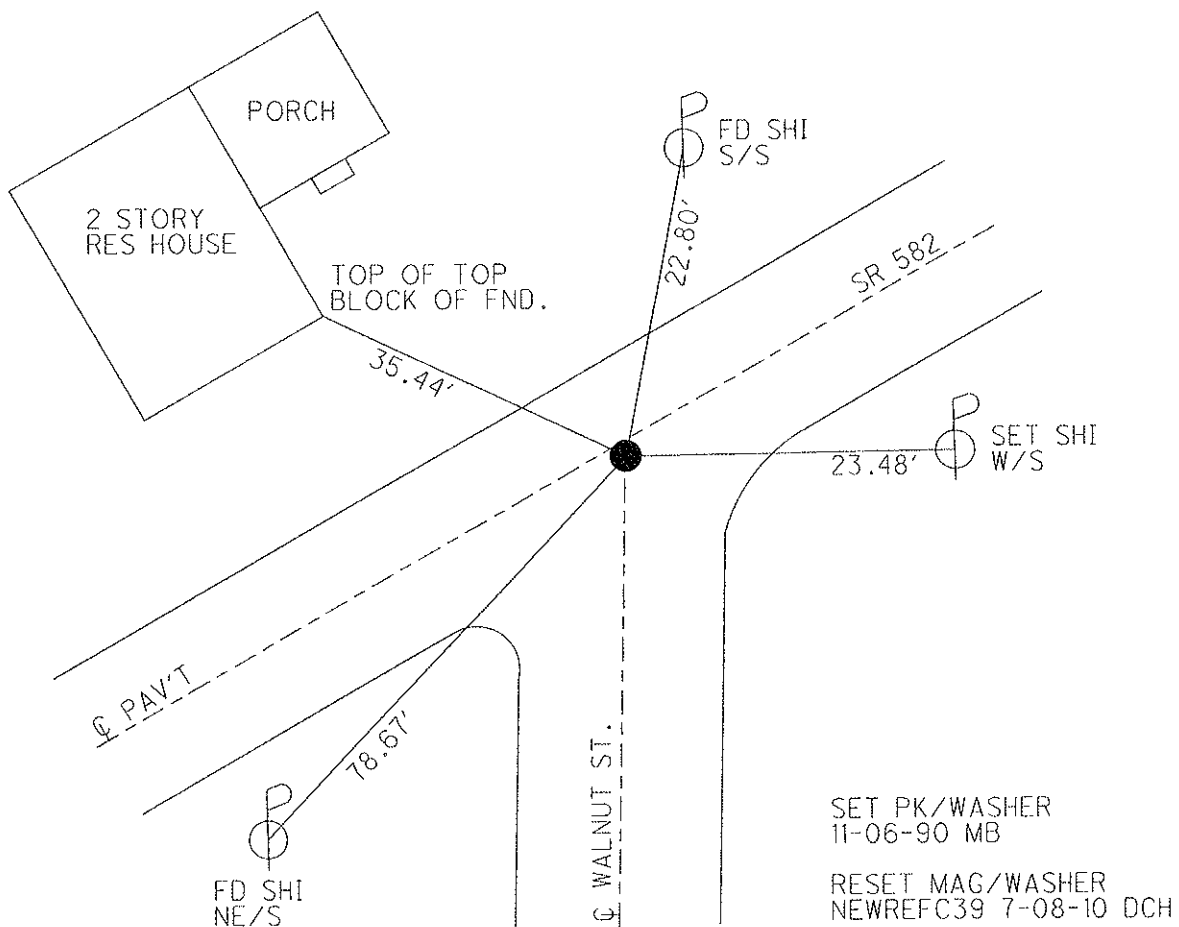 PORCH
FD SHI
S/S
2 STORY
RES HOUSE
TOP OF TOP
BLOCK OF FND.
22.80'
SR 582
35.44'
SET SHI
W/S
23.48'
℄ PAV'T
78.67'
℄ WALNUT ST.
FD SHI
NE/S
SET PK/WASHER
11-06-90 MB
RESET MAG/WASHER
NEWREFC39 7-08-10 DCH